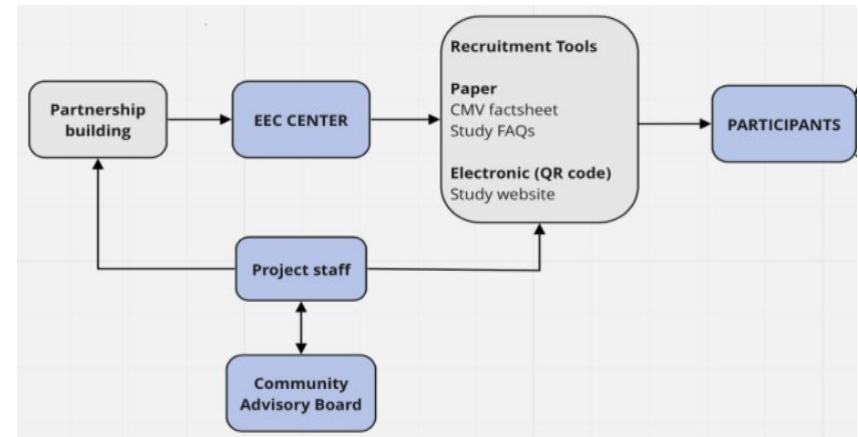 Partnership
building
EEC CENTER
Recruitment Tools
Paper
CMV factsheet
Study FAQs
Electronic (QR code)
Study website
PARTICIPANTS
Project staff
Community
Advisory Board